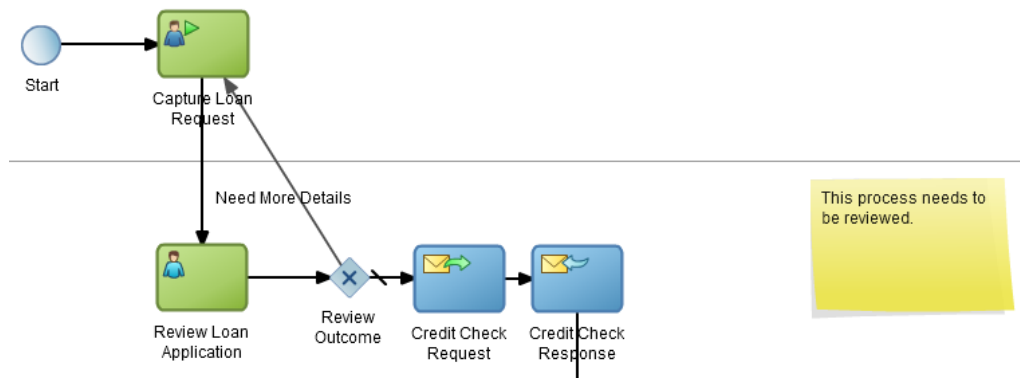 Start
Capture Loan
Request
Need More Details
This process needs to
be reviewed.
Review Loan
Application
Review
Outcome
Credit Check
Request
Credit Check
Response